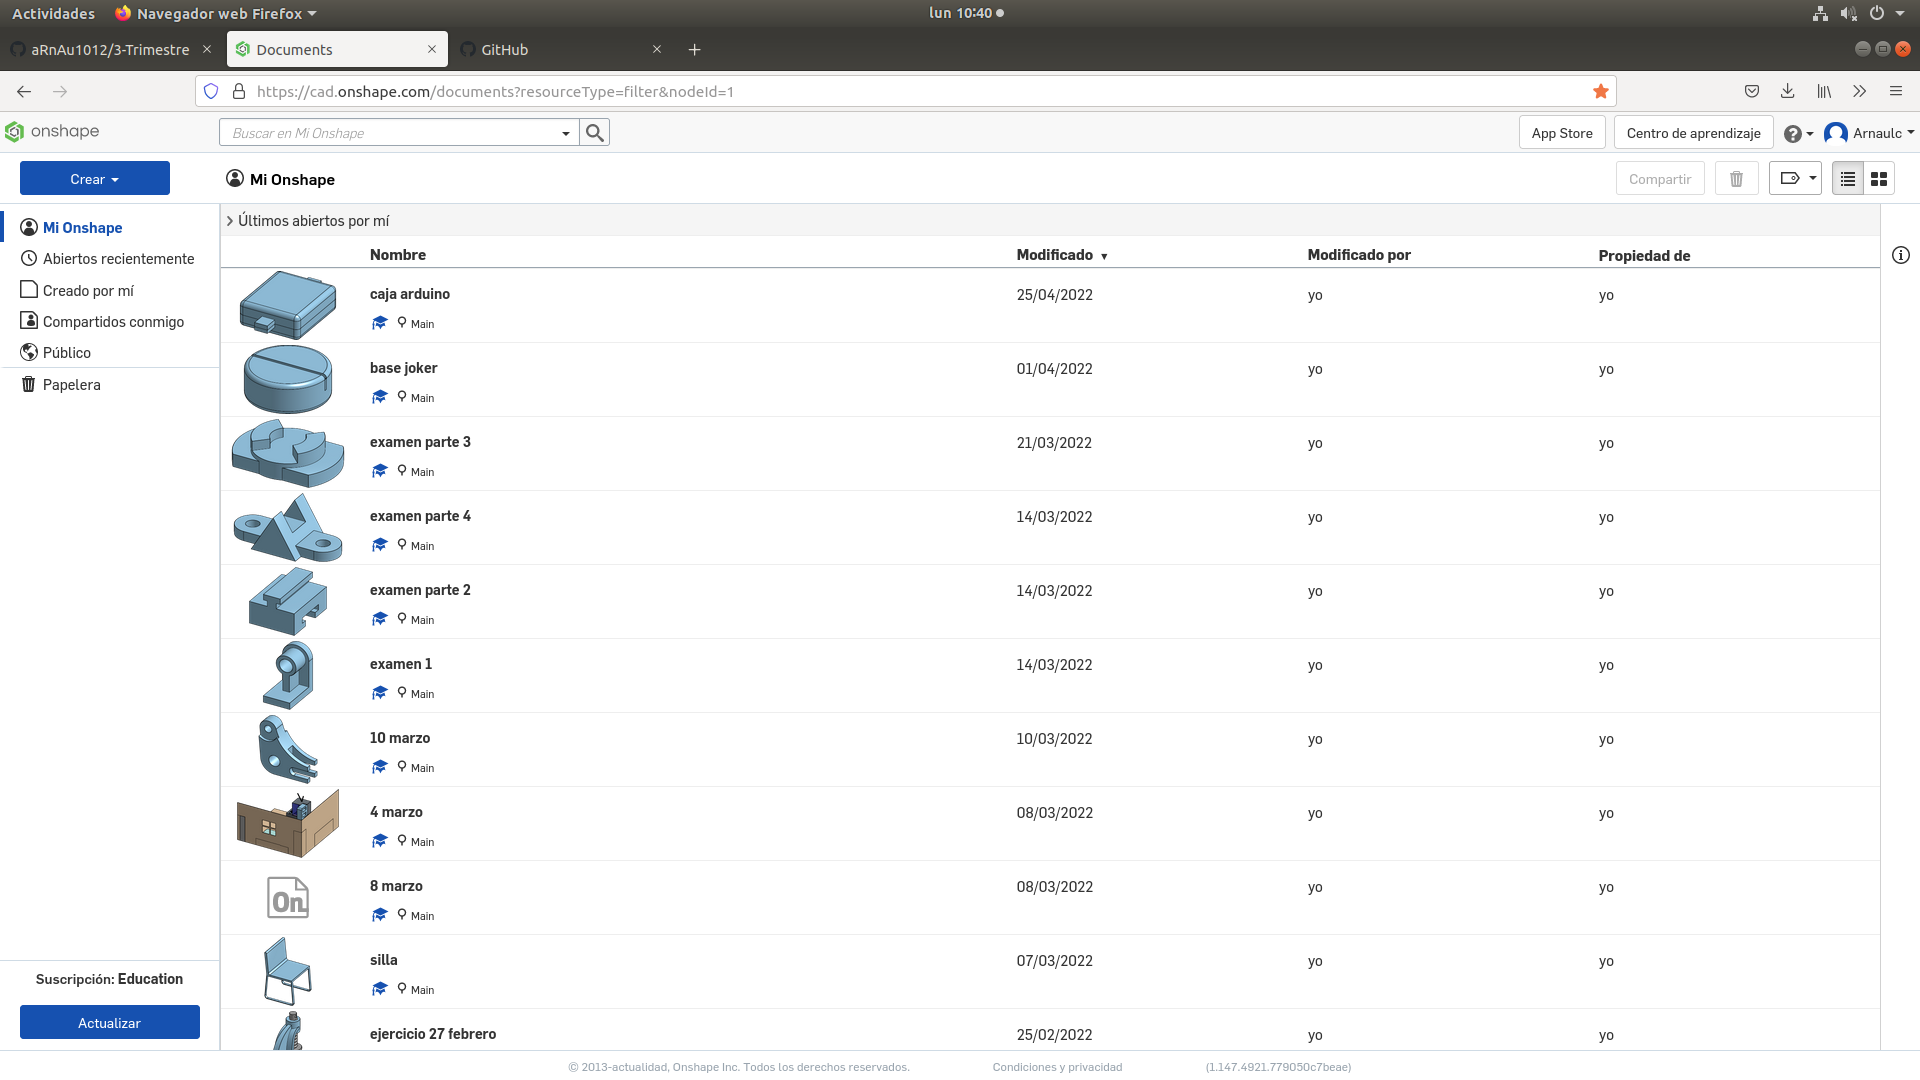 Actividades Navegador web Firefox lun 10:40
aRnAu1012/3-Trimestre Documents GitHub
https://cad.onshape.com/documents?resourceType=filter&nodeId=1
onshape Buscar en Mi Onshape App Store Centro de aprendizaje Arnaulc
Crear Mi Onshape Compartir
Mi Onshape
Abiertos recientemente
Creado por mí
Compartidos conmigo
Público
Papelera
Últimos abiertos por mí
Nombre Modificado Modificado por Propiedad de
caja arduino 25/04/2022 yo yo
Main
base joker 01/04/2022 yo yo
Main
examen parte 3 21/03/2022 yo yo
Main
examen parte 4 14/03/2022 yo yo
Main
examen parte 2 14/03/2022 yo yo
Main
examen 1 14/03/2022 yo yo
Main
10 marzo 10/03/2022 yo yo
Main
4 marzo 08/03/2022 yo yo
Main
On
8 marzo 08/03/2022 yo yo
Main
silla 07/03/2022 yo yo
Main
ejercicio 27 febrero 25/02/2022 yo yo
Suscripción: Education
Actualizar
© 2013-actualidad, Onshape Inc. Todos los derechos reservados. Condiciones y privacidad (1.147.4921.779050c7beae)